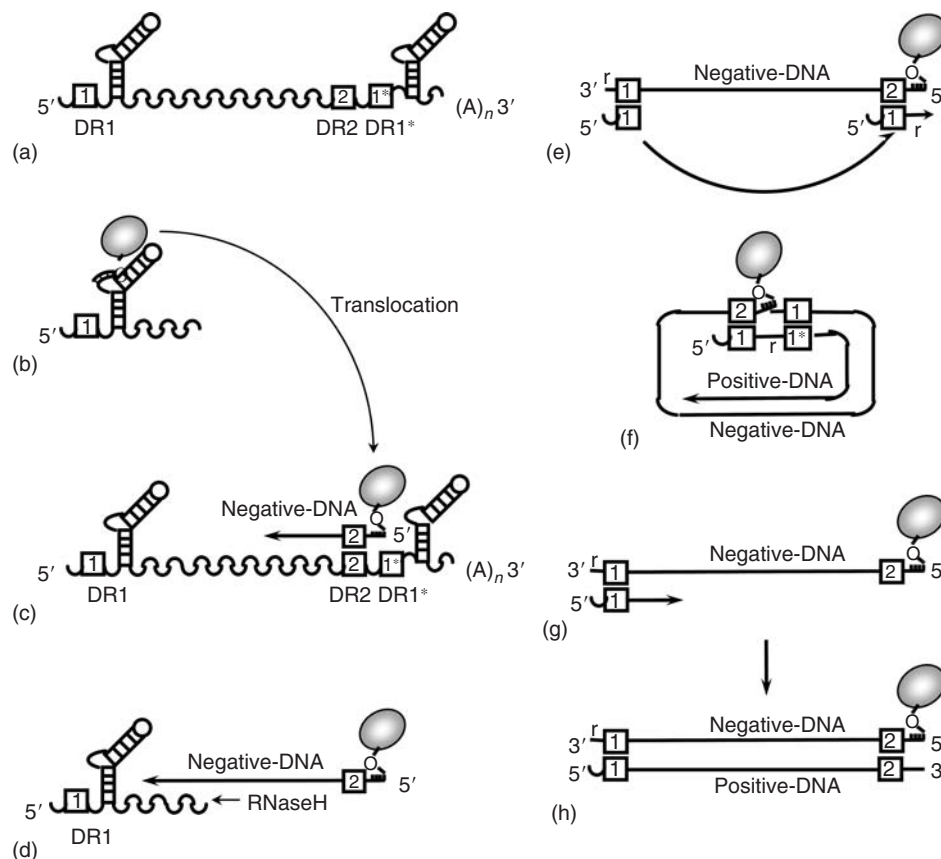 5′ 1 2 1* (A)n 3′
DR1 DR2 DR1*
(a)
Translocation
5′ 1
(b)
Negative-DNA O 5′
2
5′ 1 2 1* (A)n 3′
DR1 DR2 DR1*
(c)
Negative-DNA O
2 5′
5′ 1 RNaseH
DR1
(d)
r Negative-DNA O
3′ 1 2 5
5′ 1 5′ 1 r
(e)
O
2 1
5′ 1 r 1*
Positive-DNA
Negative-DNA
(f)
r Negative-DNA O
3′ 1 2 5
5′ 1
(g)
r Negative-DNA O
3′ 1 2 5
5′ 1 2 3
Positive-DNA
(h)